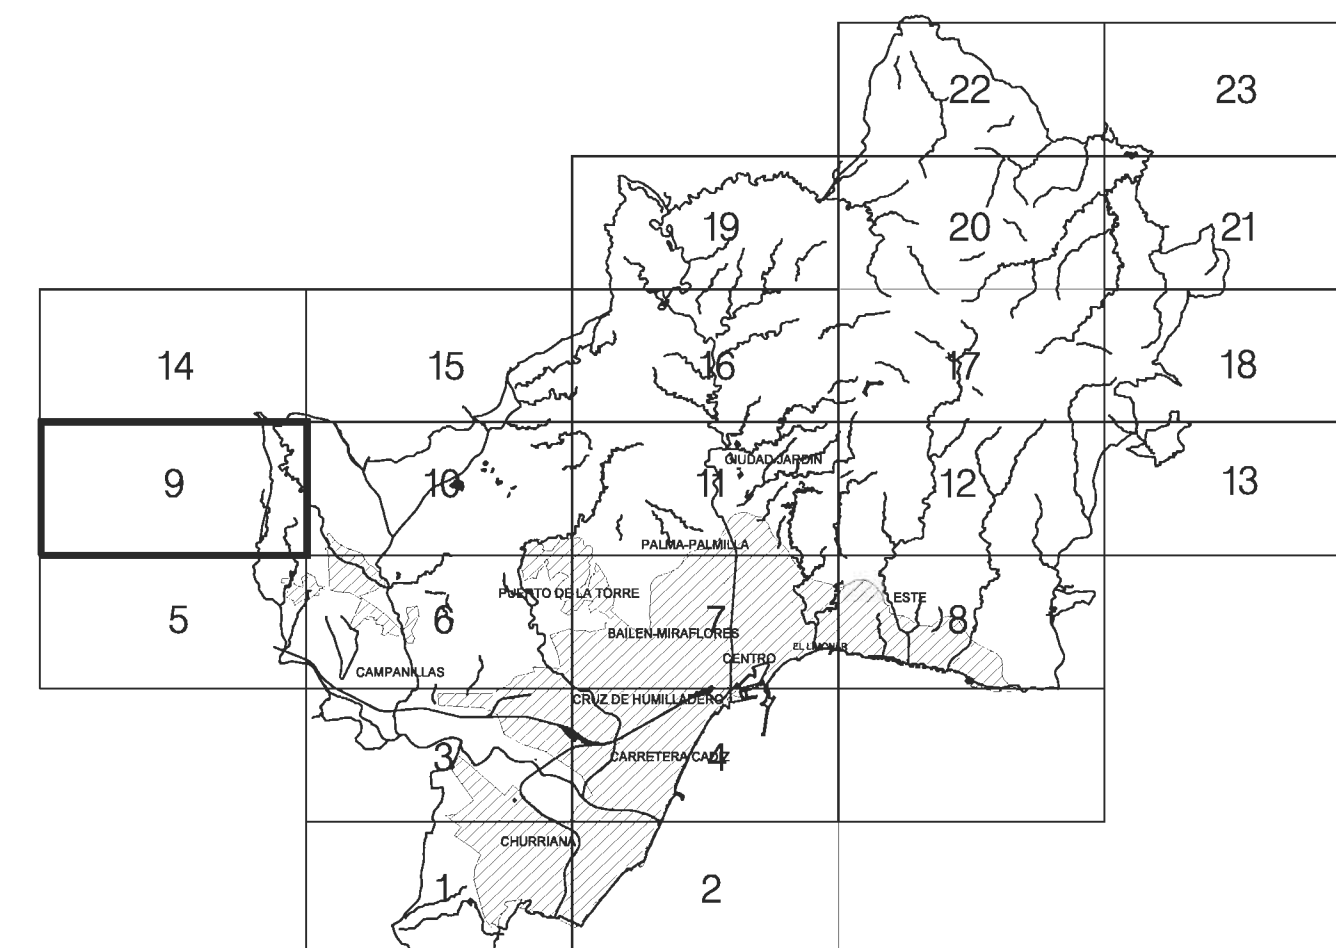 22
23
19
20
21
14
15
16
17
18
9
10
CIUDAD JARDIN
11
12
13
PALMA-PALMILLA
PUERTO DE LA TORRE
ESTE
5
6
7
8
BAILEN-MIRAFLORES
EL LIMONAR
CENTRO
CAMPANILLAS
CRUZ DE HUMILLADERO
3
CARRETERA CADIZ
4
CHURRIANA
1
2